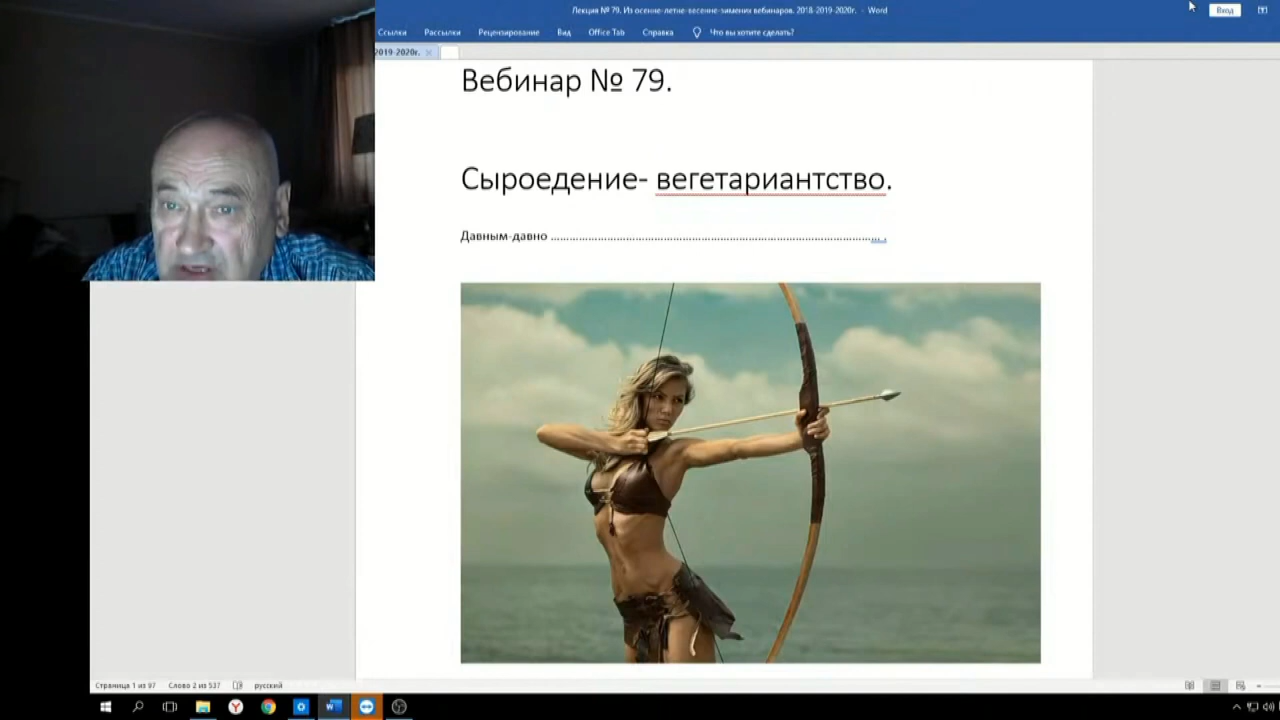 Лекция № 79. Из осенне-летне-весенне-зимних вебинаров. 2018-2019-2020г. - Word
Вход
Ссылки Рассылки Рецензирование Вид Office Tab Справка Что вы хотите сделать?
2019-2020г.
Вебинар № 79.
Сыроедение- вегетариантство.
Давным-давно ........................................................................................ .
Страница 1 из 97 Слово 2 из 537 русский